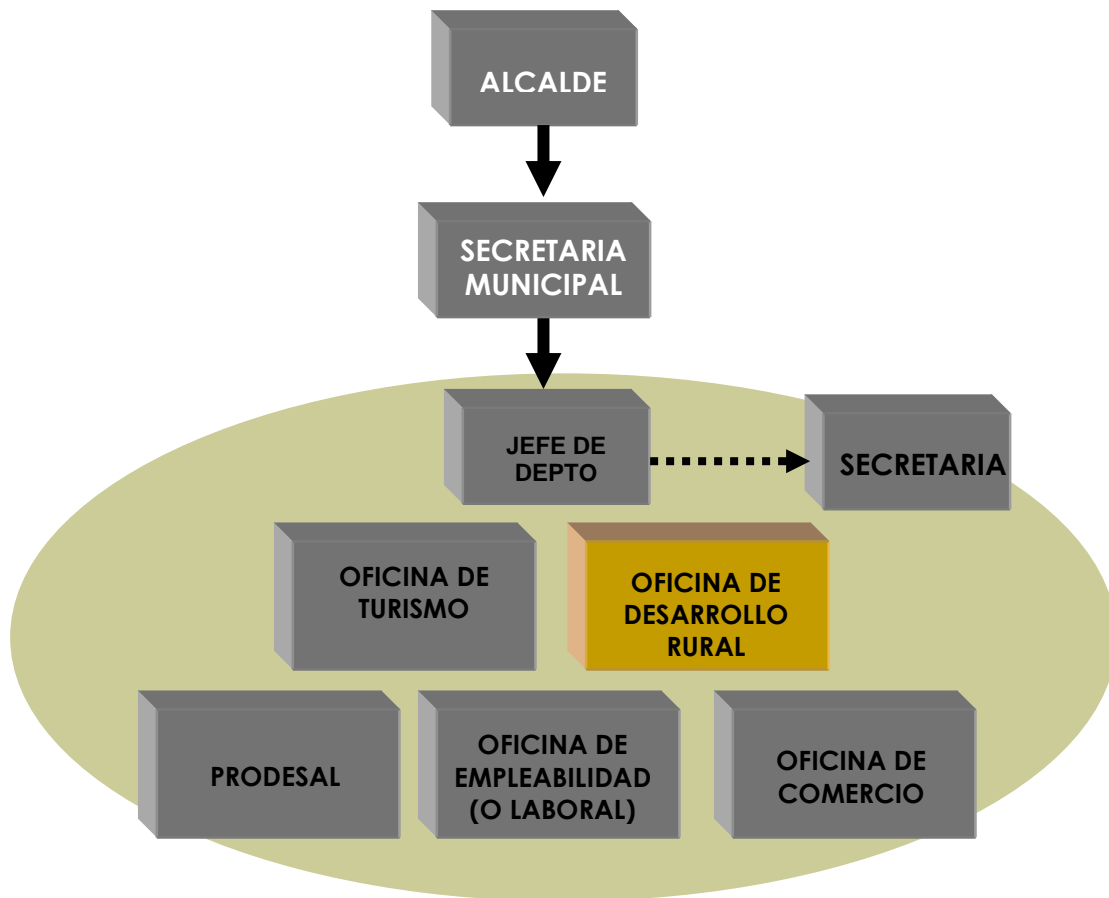 ALCALDE
SECRETARIA
MUNICIPAL
JEFE DE
DEPTO
SECRETARIA
OFICINA DE
TURISMO
OFICINA DE
DESARROLLO
RURAL
PRODESAL
OFICINA DE
EMPLEABILIDAD
(O LABORAL)
OFICINA DE
COMERCIO